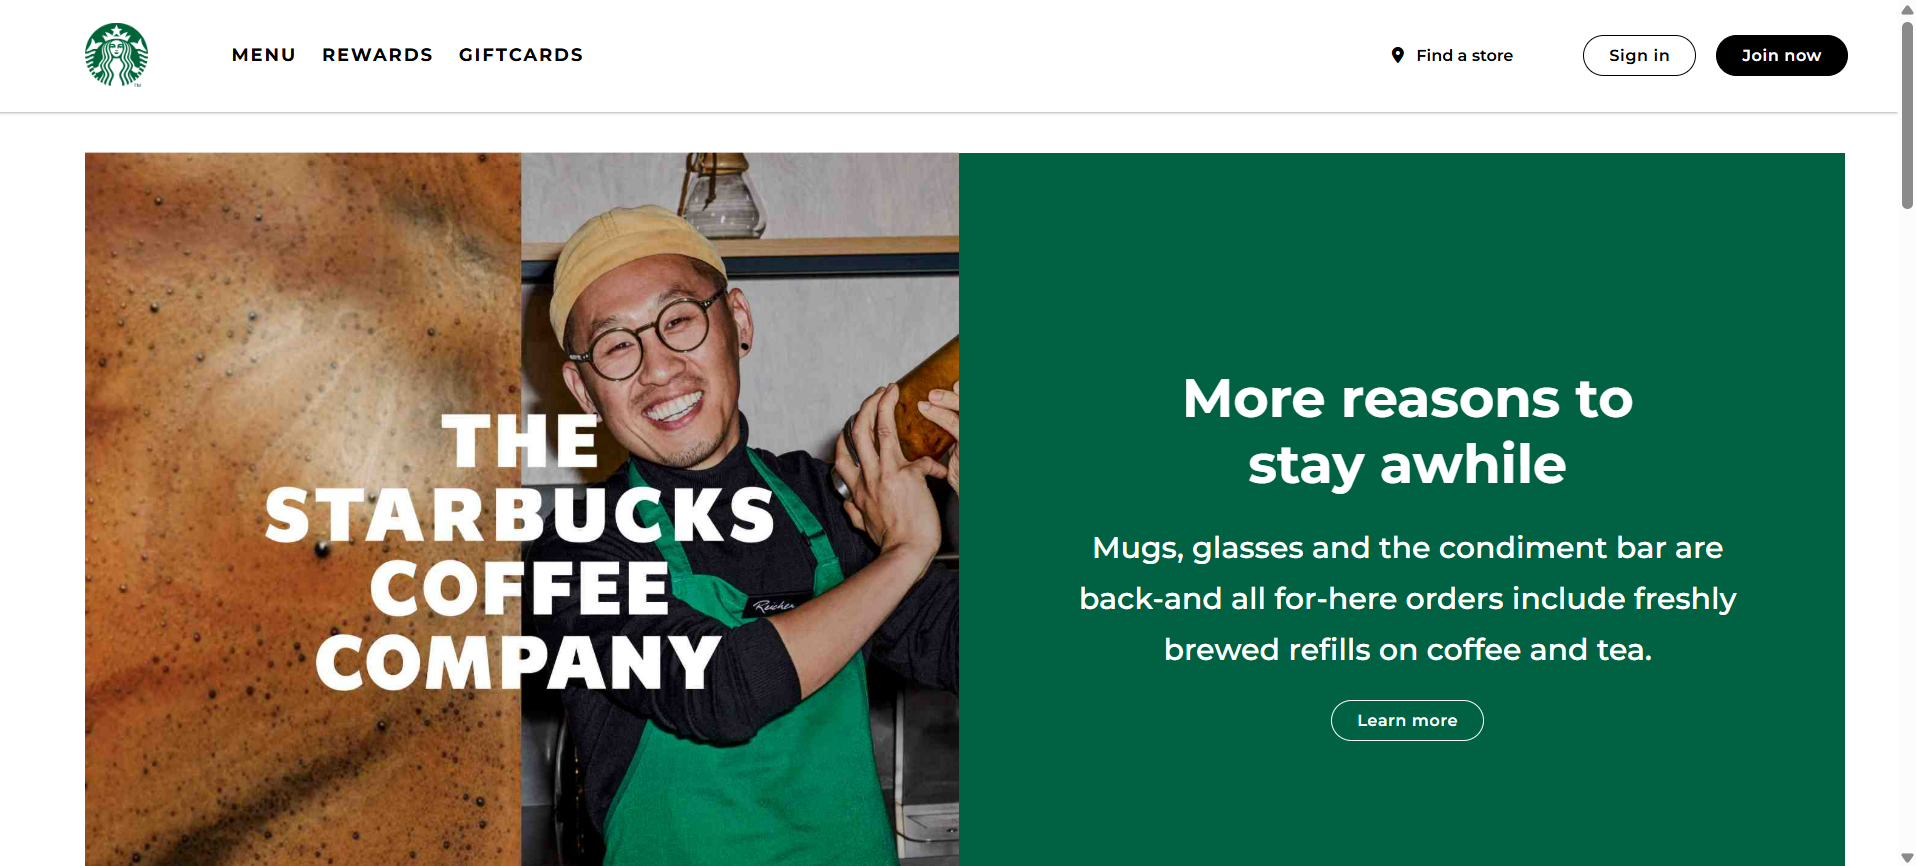 MENU REWARDS GIFTCARDS Find a store Sign in Join now
THE
STARBUCKS
COFFEE
COMPANY
Reichen
More reasons to
stay awhile
Mugs, glasses and the condiment bar are
back-and all for-here orders include freshly
brewed refills on coffee and tea.
Learn more